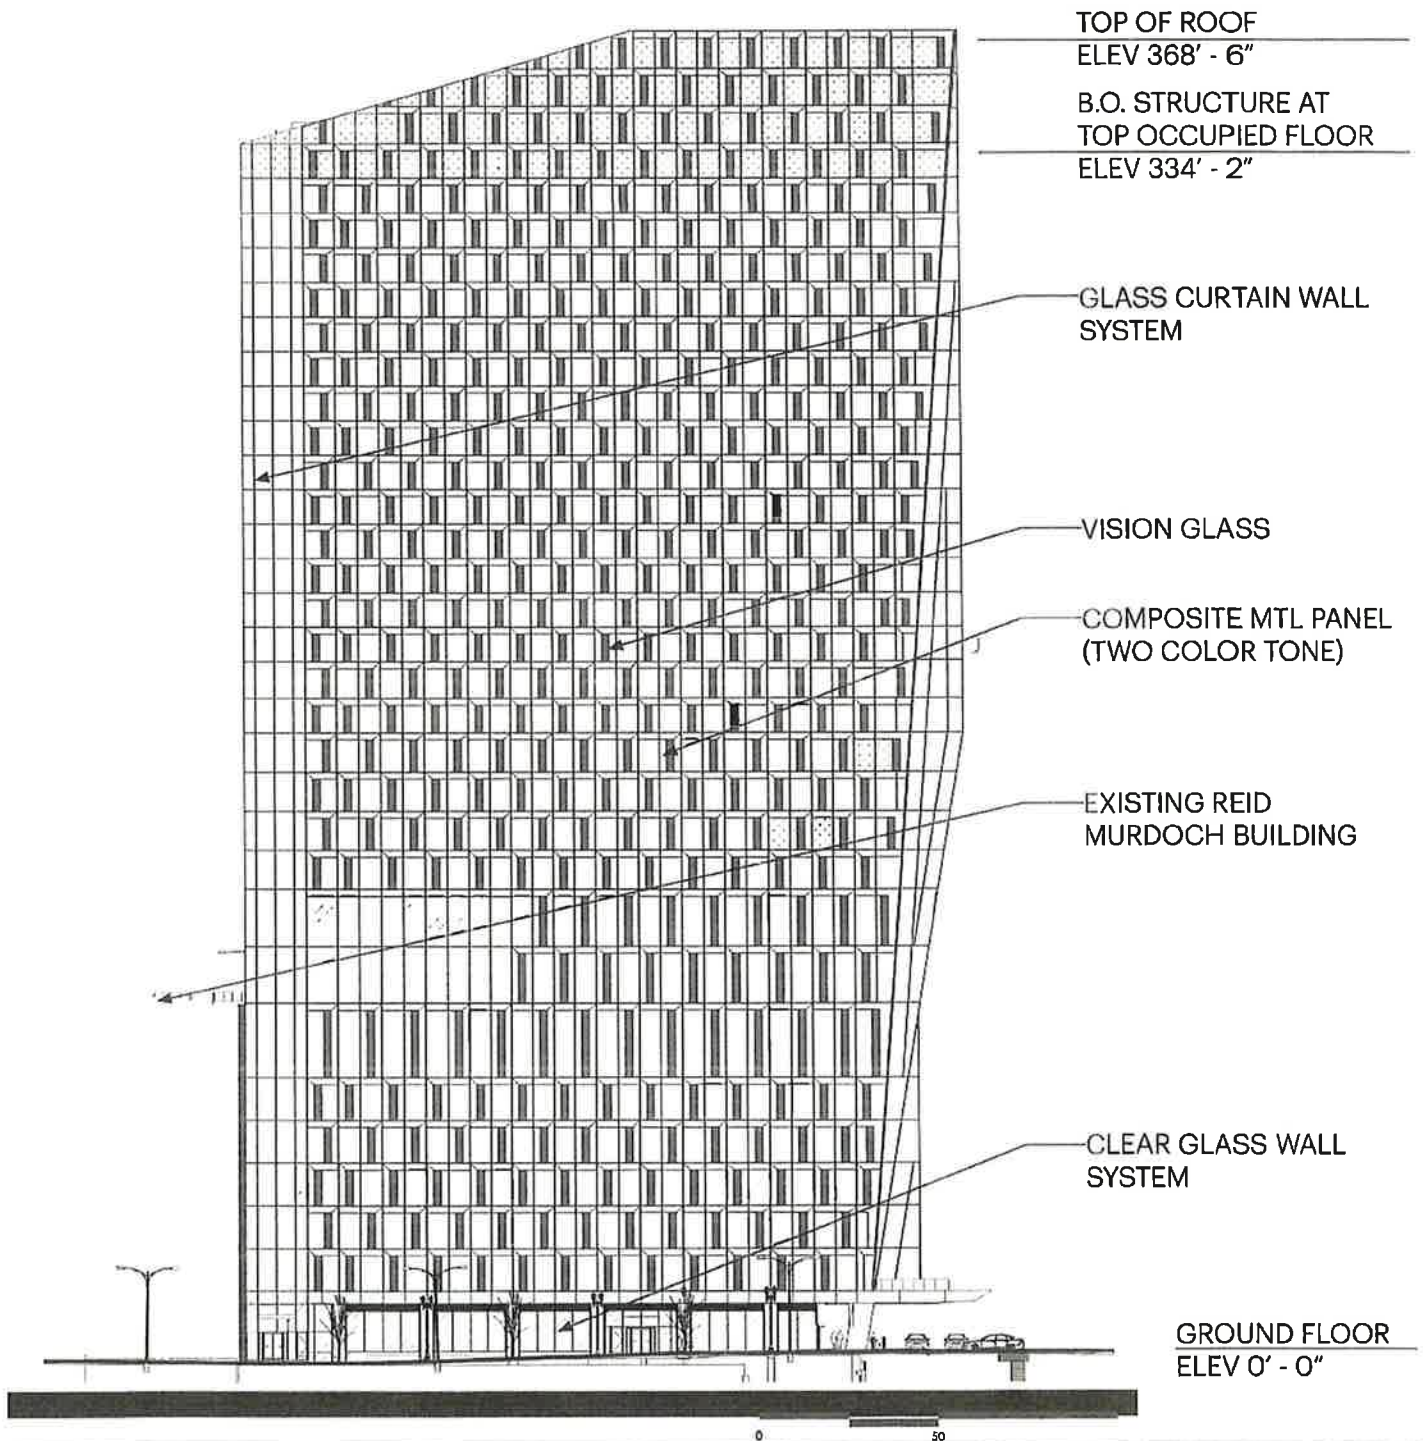 TOP OF ROOF
ELEV 368' - 6"
B.O. STRUCTURE AT
TOP OCCUPIED FLOOR
ELEV 334' - 2"
GLASS CURTAIN WALL
SYSTEM
VISION GLASS
COMPOSITE MTL PANEL
(TWO COLOR TONE)
EXISTING REID
MURDOCH BUILDING
CLEAR GLASS WALL
SYSTEM
GROUND FLOOR
ELEV 0' - 0"
0 50